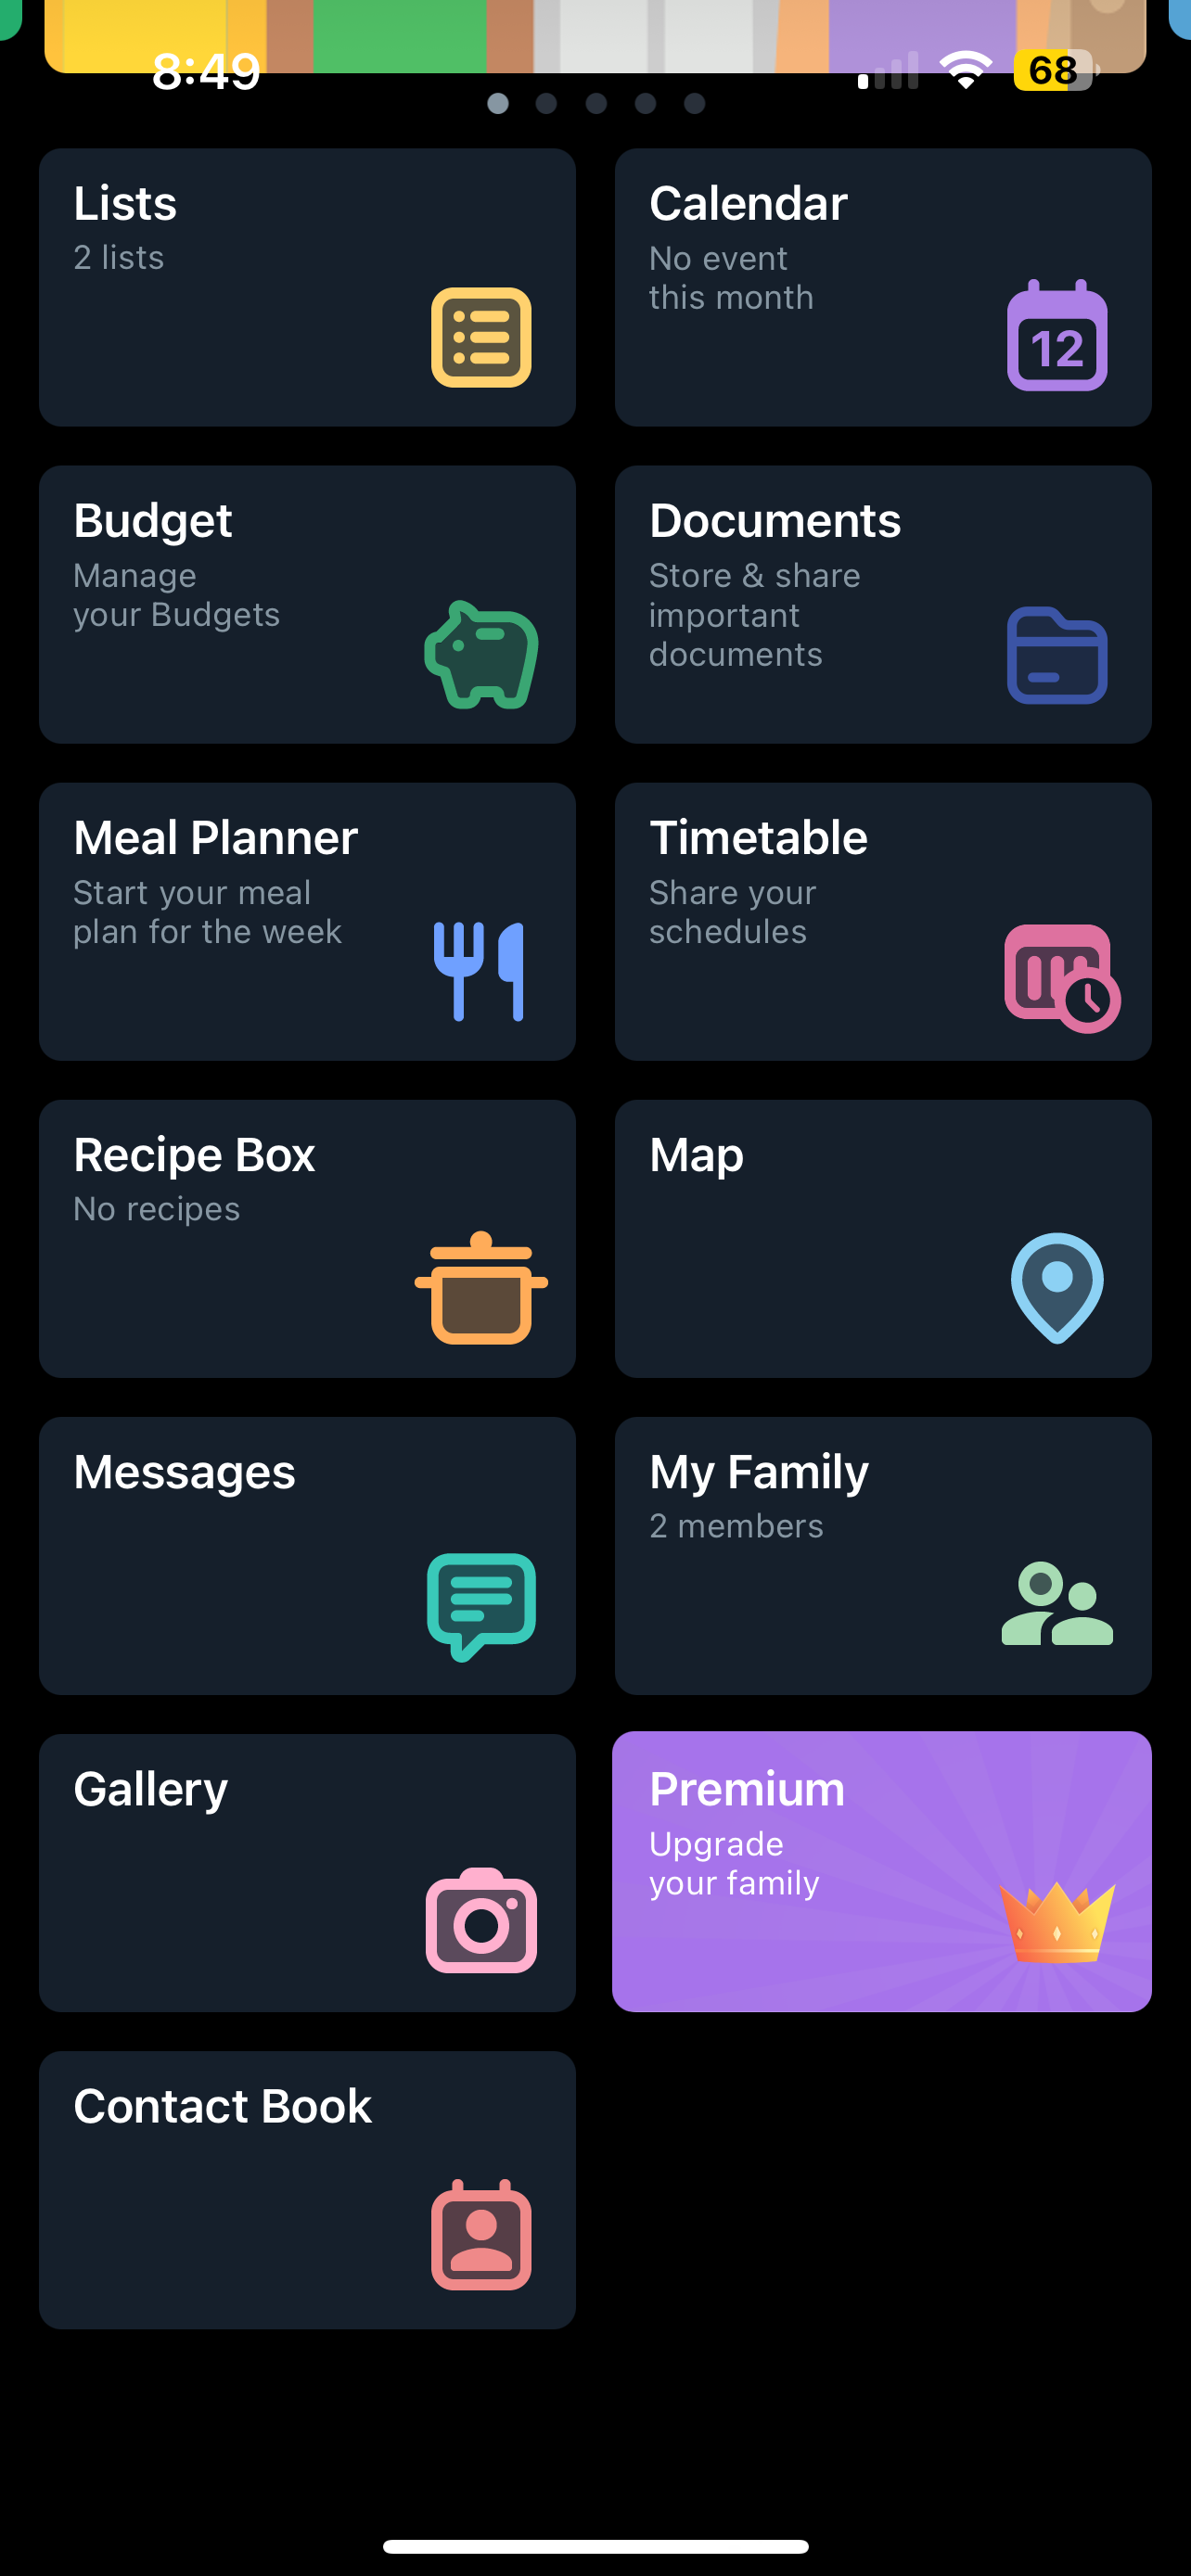 8:49
68
Lists
2 lists
Calendar
No event
this month
12
Budget
Manage
your Budgets
Documents
Store & share
important
documents
Meal Planner
Start your meal
plan for the week
Timetable
Share your
schedules
Recipe Box
No recipes
Map
Messages
My Family
2 members
Gallery
Premium
Upgrade
your family
Contact Book